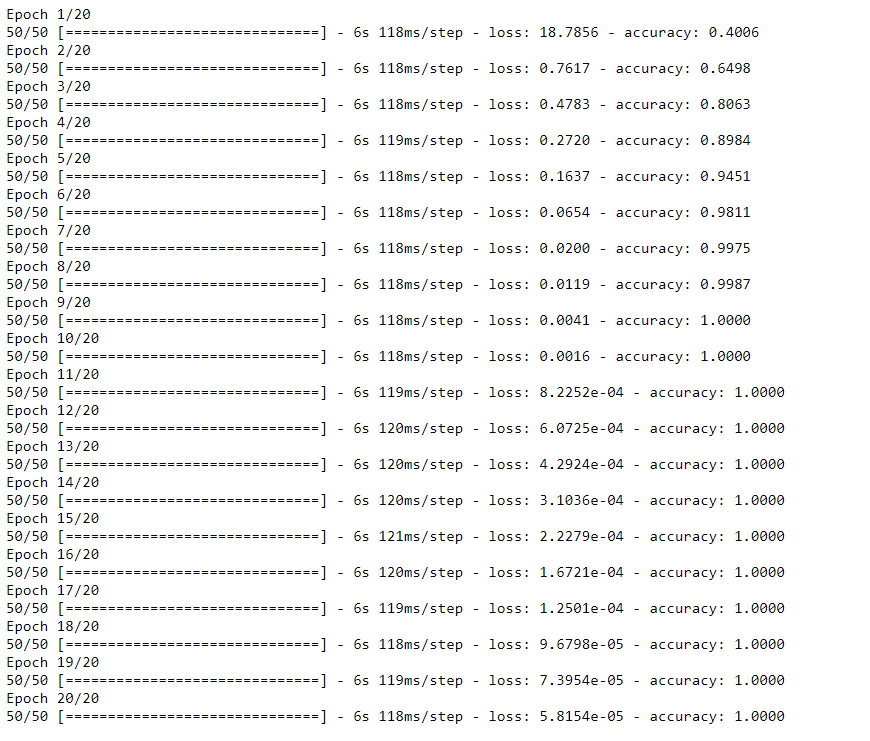 Epoch 1/20
50/50 [==============================] - 6s 118ms/step - loss: 18.7856 - accuracy: 0.4006
Epoch 2/20
50/50 [==============================] - 6s 118ms/step - loss: 0.7617 - accuracy: 0.6498
Epoch 3/20
50/50 [==============================] - 6s 118ms/step - loss: 0.4783 - accuracy: 0.8063
Epoch 4/20
50/50 [==============================] - 6s 119ms/step - loss: 0.2720 - accuracy: 0.8984
Epoch 5/20
50/50 [==============================] - 6s 118ms/step - loss: 0.1637 - accuracy: 0.9451
Epoch 6/20
50/50 [==============================] - 6s 118ms/step - loss: 0.0654 - accuracy: 0.9811
Epoch 7/20
50/50 [==============================] - 6s 118ms/step - loss: 0.0200 - accuracy: 0.9975
Epoch 8/20
50/50 [==============================] - 6s 118ms/step - loss: 0.0119 - accuracy: 0.9987
Epoch 9/20
50/50 [==============================] - 6s 118ms/step - loss: 0.0041 - accuracy: 1.0000
Epoch 10/20
50/50 [==============================] - 6s 118ms/step - loss: 0.0016 - accuracy: 1.0000
Epoch 11/20
50/50 [==============================] - 6s 119ms/step - loss: 8.2252e-04 - accuracy: 1.0000
Epoch 12/20
50/50 [==============================] - 6s 120ms/step - loss: 6.0725e-04 - accuracy: 1.0000
Epoch 13/20
50/50 [==============================] - 6s 120ms/step - loss: 4.2924e-04 - accuracy: 1.0000
Epoch 14/20
50/50 [==============================] - 6s 120ms/step - loss: 3.1036e-04 - accuracy: 1.0000
Epoch 15/20
50/50 [==============================] - 6s 121ms/step - loss: 2.2279e-04 - accuracy: 1.0000
Epoch 16/20
50/50 [==============================] - 6s 120ms/step - loss: 1.6721e-04 - accuracy: 1.0000
Epoch 17/20
50/50 [==============================] - 6s 119ms/step - loss: 1.2501e-04 - accuracy: 1.0000
Epoch 18/20
50/50 [==============================] - 6s 118ms/step - loss: 9.6798e-05 - accuracy: 1.0000
Epoch 19/20
50/50 [==============================] - 6s 119ms/step - loss: 7.3954e-05 - accuracy: 1.0000
Epoch 20/20
50/50 [==============================] - 6s 118ms/step - loss: 5.8154e-05 - accuracy: 1.0000